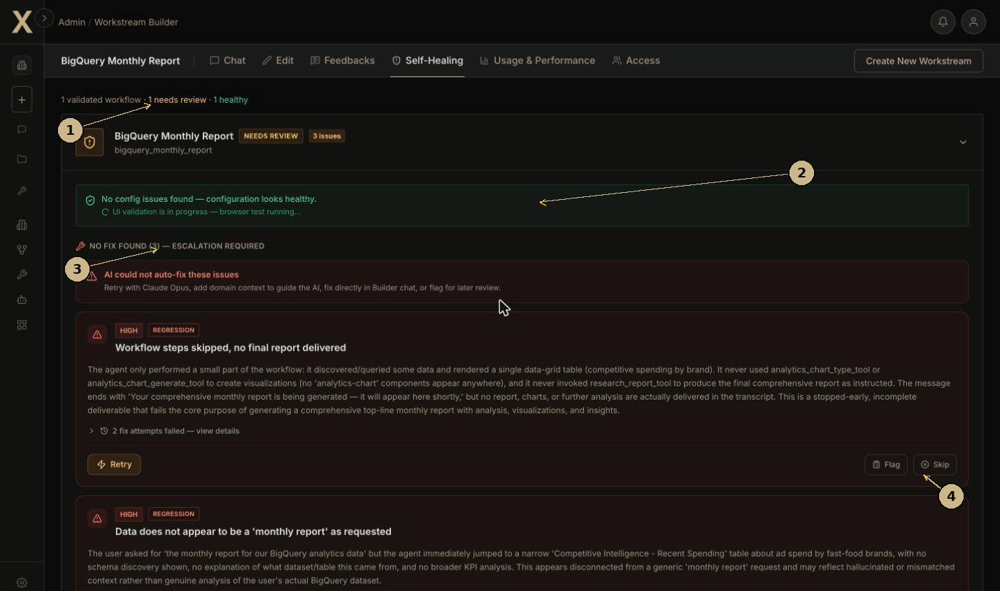 X
Admin / Workstream Builder
BigQuery Monthly Report
Chat
Edit
Feedbacks
Self-Healing
Usage & Performance
Access
Create New Workstream
1 validated workflow · 1 needs review · 1 healthy
1
BigQuery Monthly Report
NEEDS REVIEW
3 issues
bigquery_monthly_report
2
No config issues found — configuration looks healthy.
UI validation is in progress — browser test running...
NO FIX FOUND (3) — ESCALATION REQUIRED
3
AI could not auto-fix these issues
Retry with Claude Opus, add domain context to guide the AI, fix directly in Builder chat, or flag for later review.
HIGH
REGRESSION
Workflow steps skipped, no final report delivered
The agent only performed a small part of the workflow: it discovered/queried some data and rendered a single data-grid table (competitive spending by brand). It never used analytics_chart_type_tool or
analytics_chart_generate_tool to create visualizations (no 'analytics-chart' components appear anywhere), and it never invoked research_report_tool to produce the final comprehensive report as instructed. The message
ends with 'Your comprehensive monthly report is being generated — it will appear here shortly,' but no report, charts, or further analysis are actually delivered in the transcript. This is a stopped-early, incomplete
deliverable that fails the core purpose of generating a comprehensive top-line monthly report with analysis, visualizations, and insights.
2 fix attempts failed — view details
Retry
Flag
Skip
4
HIGH
REGRESSION
Data does not appear to be a 'monthly report' as requested
The user asked for 'the monthly report for our BigQuery analytics data' but the agent immediately jumped to a narrow 'Competitive Intelligence - Recent Spending' table about ad spend by fast-food brands, with no
schema discovery shown, no explanation of what dataset/table this came from, and no broader KPI analysis. This appears disconnected from a generic 'monthly report' request and may reflect hallucinated or mismatched
context rather than genuine analysis of the user's actual BigQuery dataset.